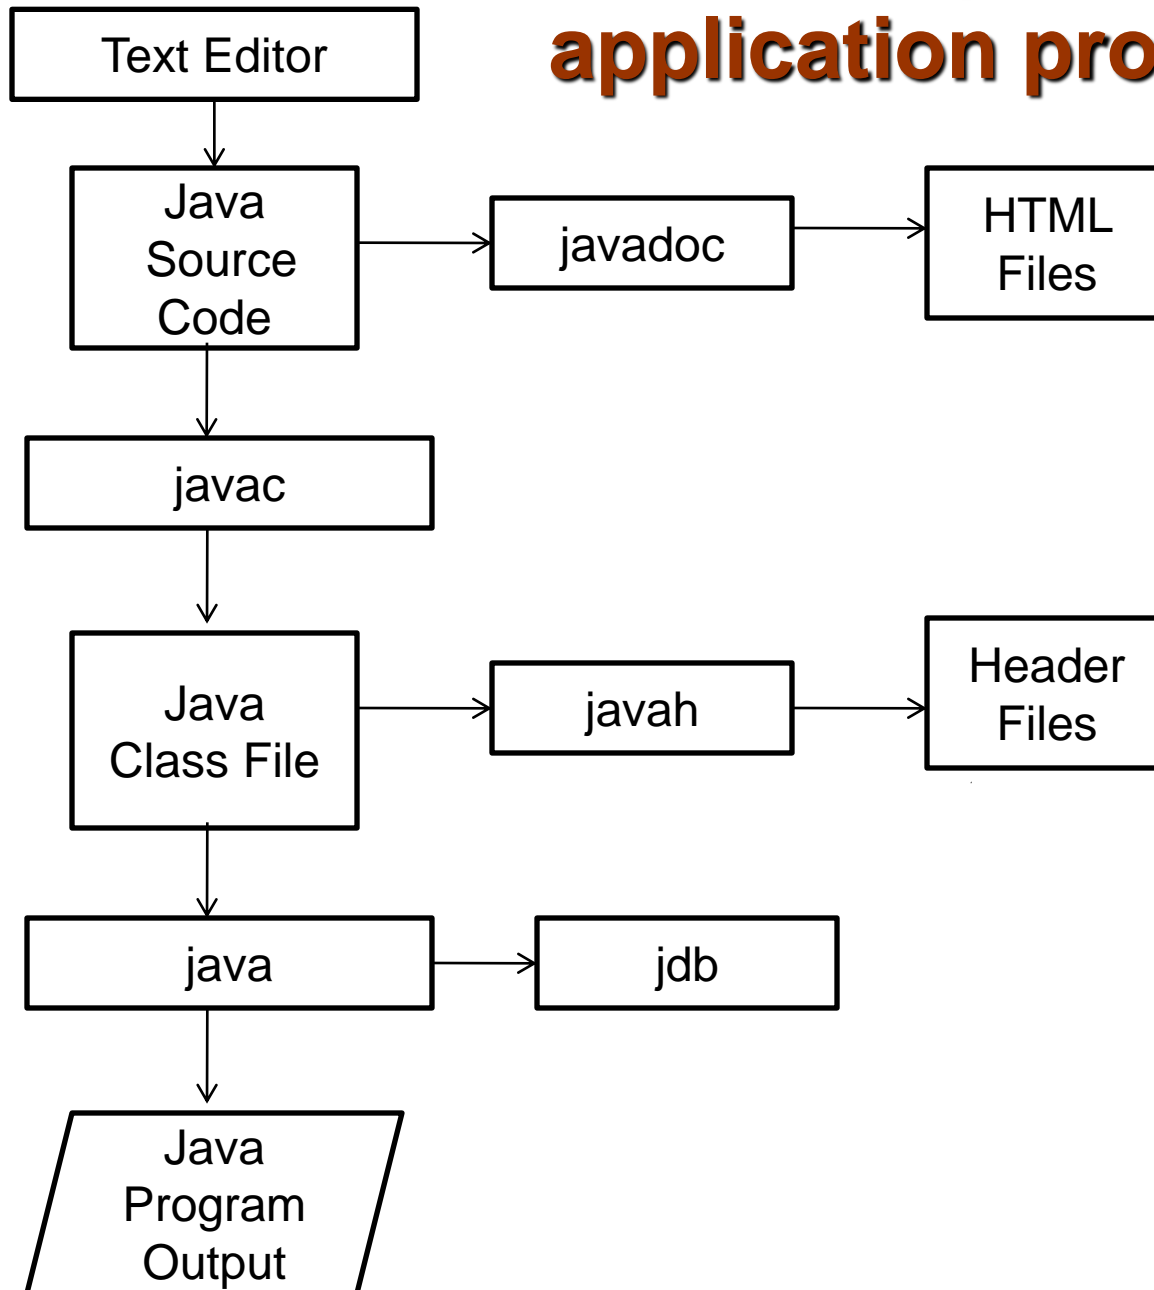 Text Editor
application pro
Java
Source
Code
javadoc
HTML
Files
javac
Java
Class File
javah
Header
Files
java
jdb
Java
Program
Output